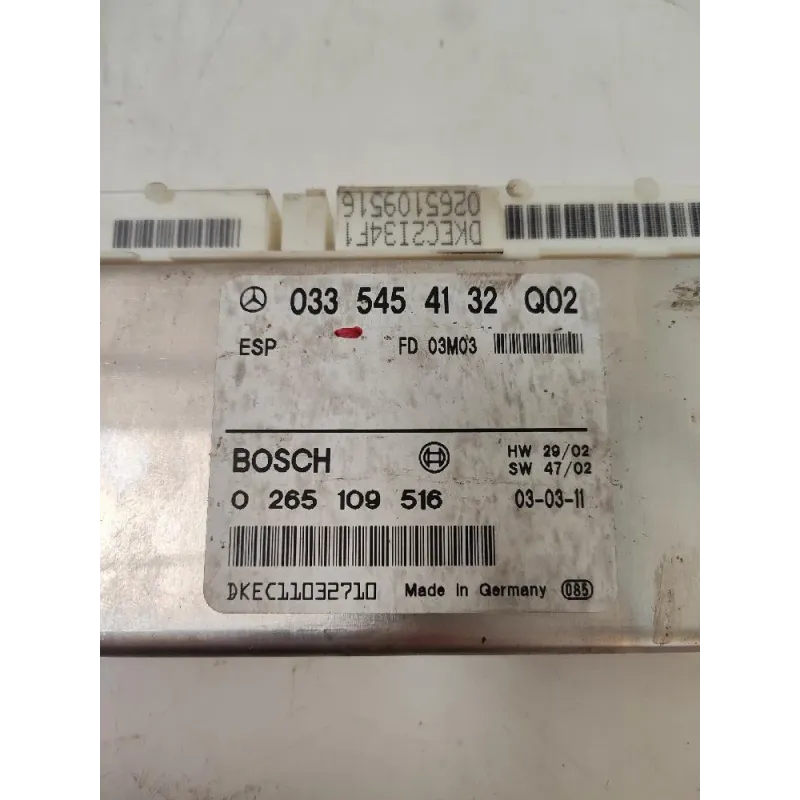 DKEC2I34F1
0265109516
033 545 41 32 Q02
ESP FD 03M03
BOSCH HW 29/02
SW 47/02
0 265 109 516 03-03-11
DKEC11032710 Made in Germany 085